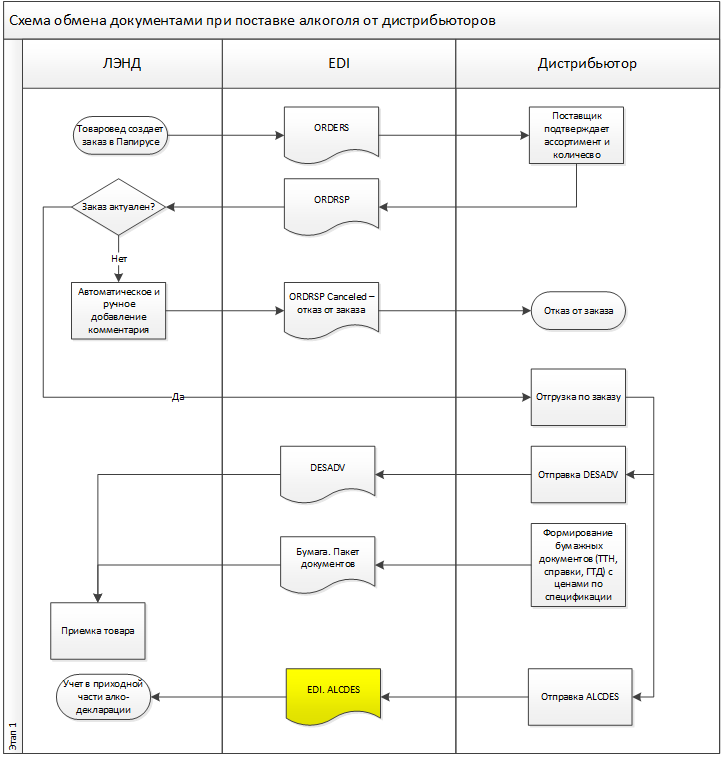 Схема обмена документами при поставке алкоголя от дистрибьюторов
ЛЭНД
EDI
Дистрибьютор
Товаровед создает
заказ в Папирусе
ORDERS
Поставщик
подтверждает
ассортимент и
количесво
Заказ актуален?
ORDRSP
Нет
Автоматическое и
ручное
добавление
комментария
ORDRSP Canceled –
отказ от заказа
Отказ от заказа
Да
Отгрузка по заказу
DESADV
Отправка DESADV
Бумага. Пакет
документов
Формирование
бумажных
документов (ТТН,
справки, ГТД) с
ценами по
спецификации
Приемка товара
Учет в приходной
части алко-
декларации
EDI. ALCDES
Отправка ALCDES
Этап 1